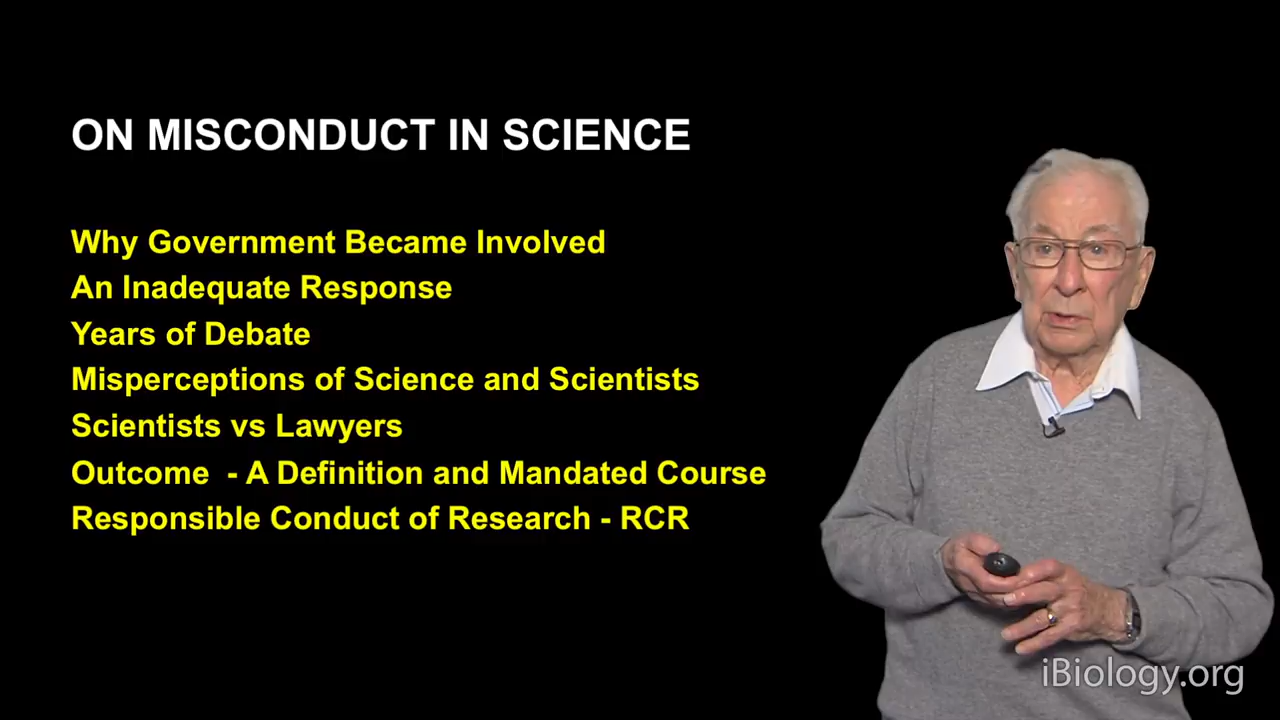 ON MISCONDUCT IN SCIENCE
Why Government Became Involved
An Inadequate Response
Years of Debate
Misperceptions of Science and Scientists
Scientists vs Lawyers
Outcome - A Definition and Mandated Course
Responsible Conduct of Research - RCR
iBiology.org